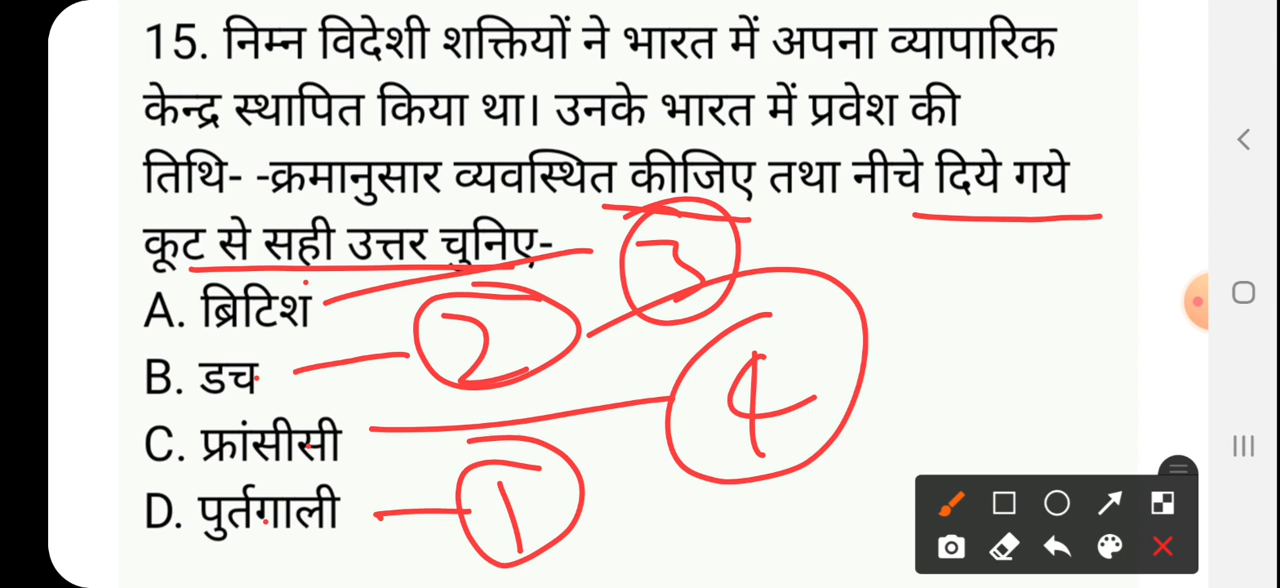 15. निम्न विदेशी शक्तियों ने भारत में अपना व्यापारिक
केन्द्र स्थापित किया था। उनके भारत में प्रवेश की
तिथि- -क्रमानुसार व्यवस्थित कीजिए तथा नीचे दिये गये
कूट से सही उत्तर चुनिए-
3
A. ब्रिटिश
2
B. डच
4
C. फ्रांसीसी
D. पुर्तगाली
1